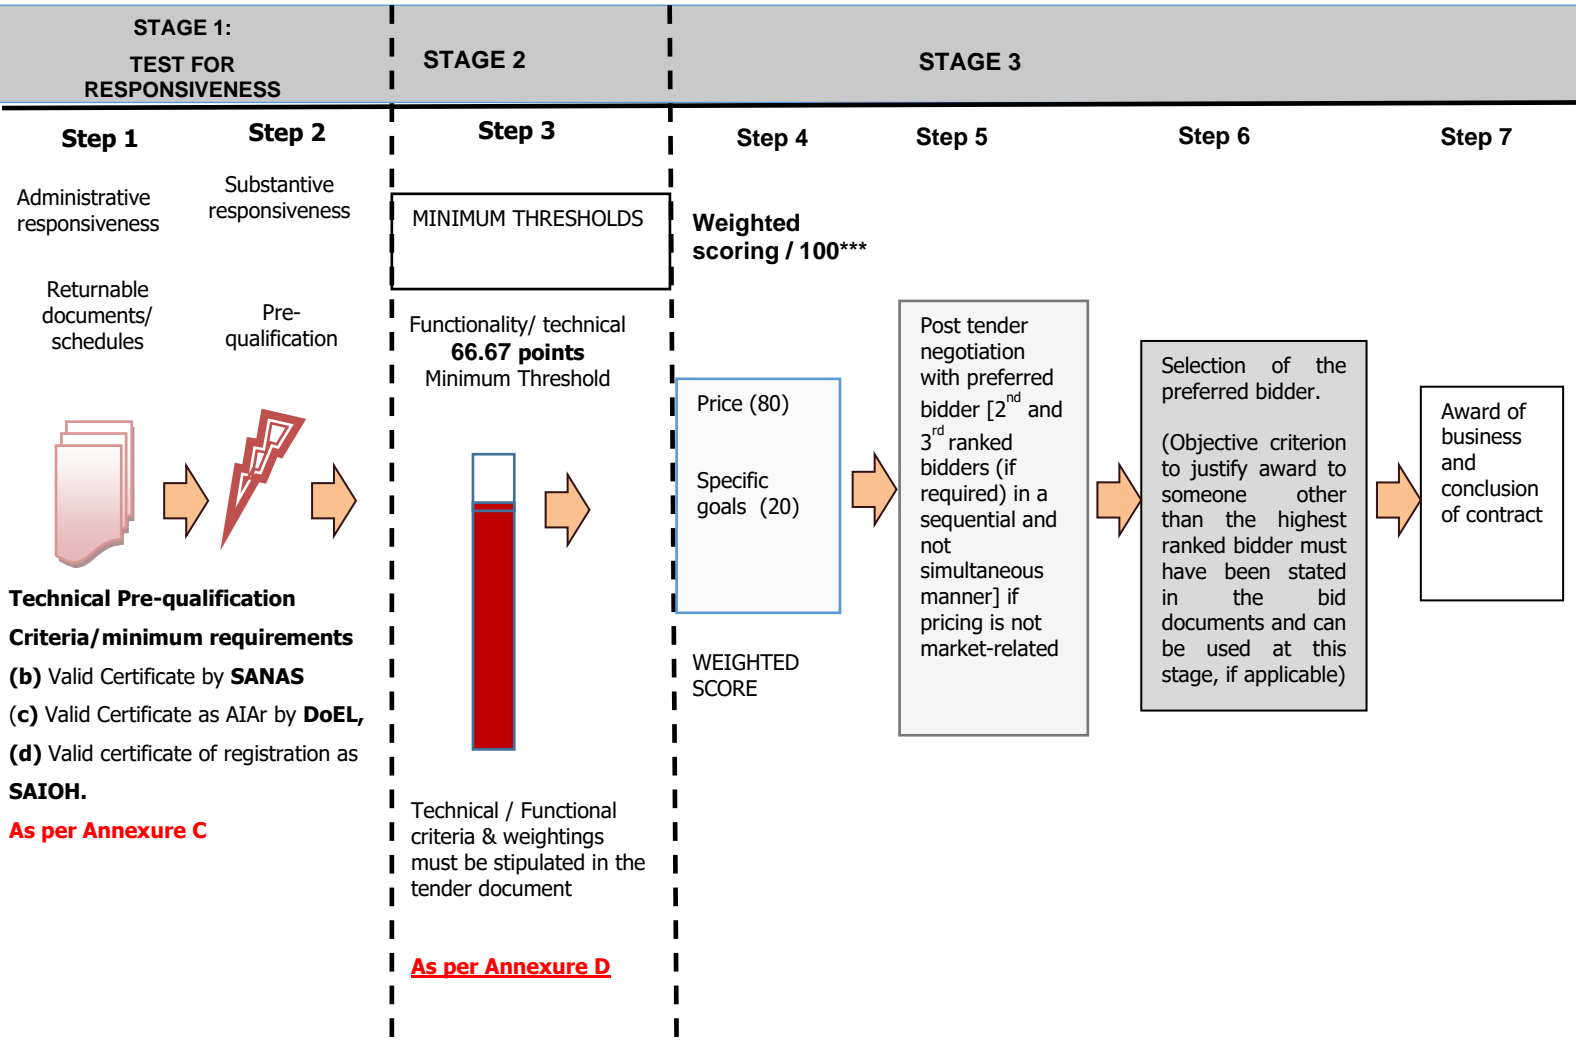 STAGE 1:
TEST FOR
RESPONSIVENESS
STAGE 2
STAGE 3
Step 1
Step 2
Step 3
Step 4
Step 5
Step 6
Step 7
Administrative
responsiveness
Returnable
documents/
schedules
Substantive
responsiveness
Pre-
qualification
Technical Pre-qualification
Criteria/minimum requirements
(b) Valid Certificate by SANAS
(c) Valid Certificate as AIAr by DoEL,
(d) Valid certificate of registration as
SAIOH.
As per Annexure C
MINIMUM THRESHOLDS
Functionality/ technical
66.67 points
Minimum Threshold
Technical / Functional
criteria & weightings
must be stipulated in the
tender document
As per Annexure D
Weighted
scoring / 100***
Price (80)
Specific
goals (20)
WEIGHTED
SCORE
Post tender
negotiation
with preferred
bidder [2nd and
3rd ranked
bidders (if
required) in a
sequential and
not
simultaneous
manner] if
pricing is not
market-related
Selection of the
preferred bidder.
(Objective criterion
to justify award to
someone other
than the highest
ranked bidder must
have been stated
in the bid
documents and can
be used at this
stage, if applicable)
Award of
business
and
conclusion
of contract